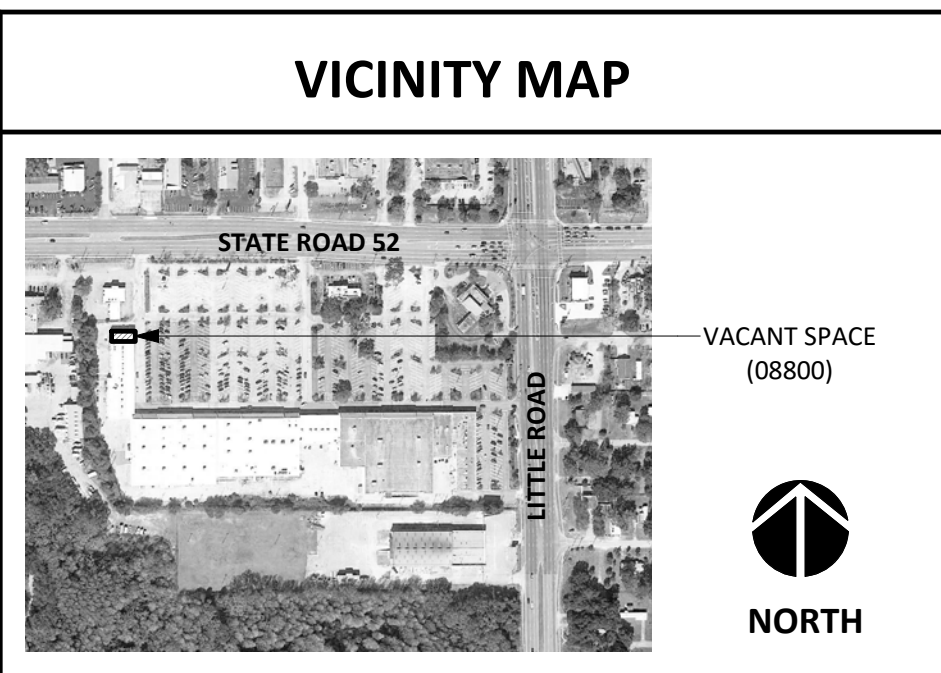 VICINITY MAP
STATE ROAD 52
VACANT SPACE
(08800)
LITTLE ROAD
NORTH